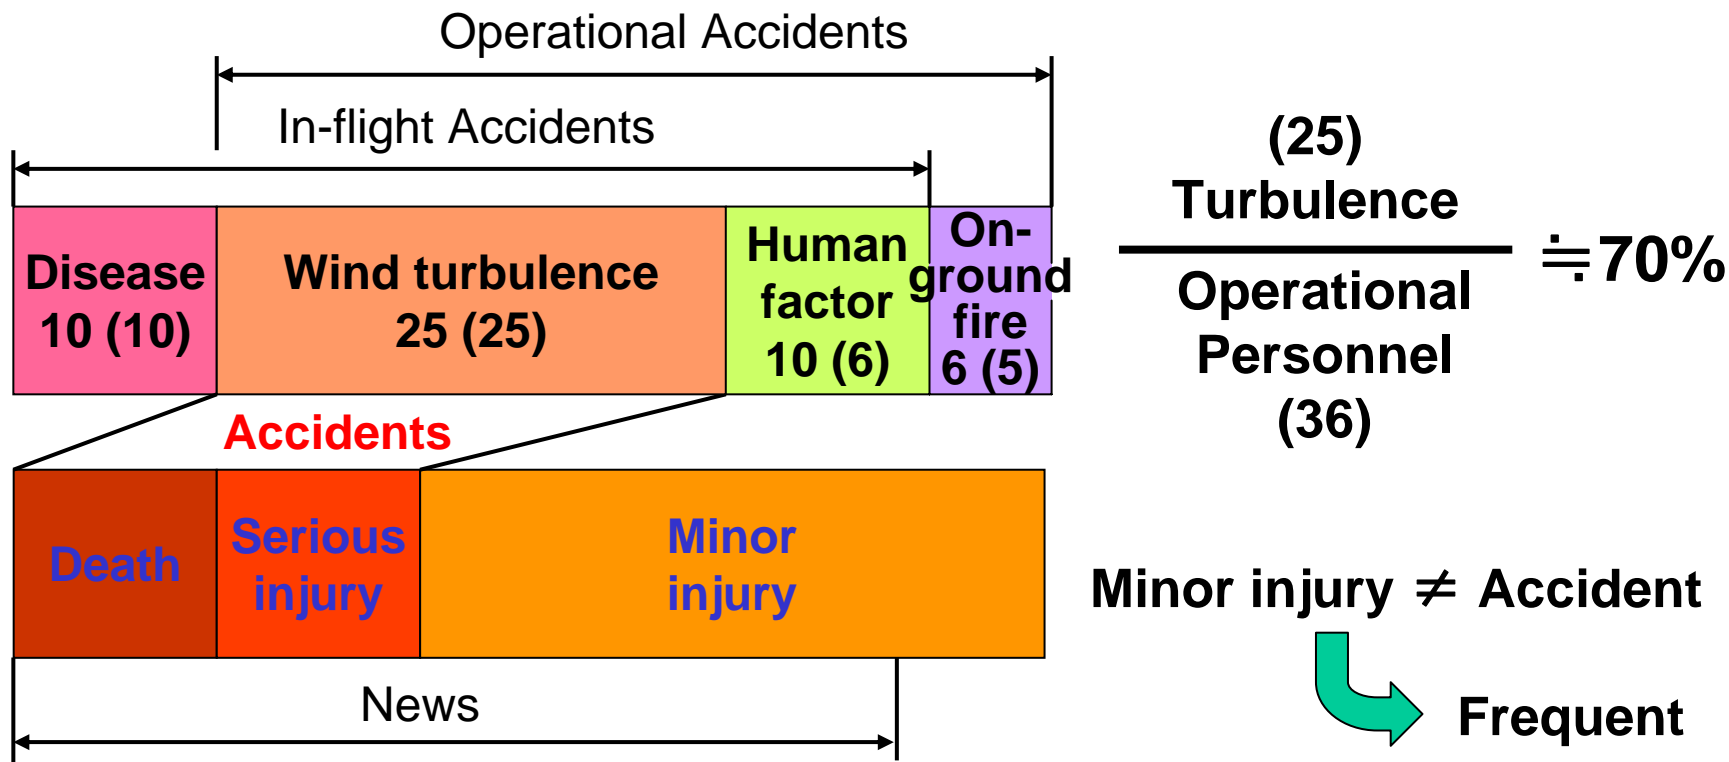 Operational Accidents
In-flight Accidents
Disease
10 (10)
Wind turbulence
25 (25)
Human
factor
10 (6)
On-
ground
fire
6 (5)
(25)
Turbulence
Operational
Personnel
(36)
≒70%
Accidents
Death
Serious
injury
Minor
injury
News
Minor injury ≠ Accident
Frequent